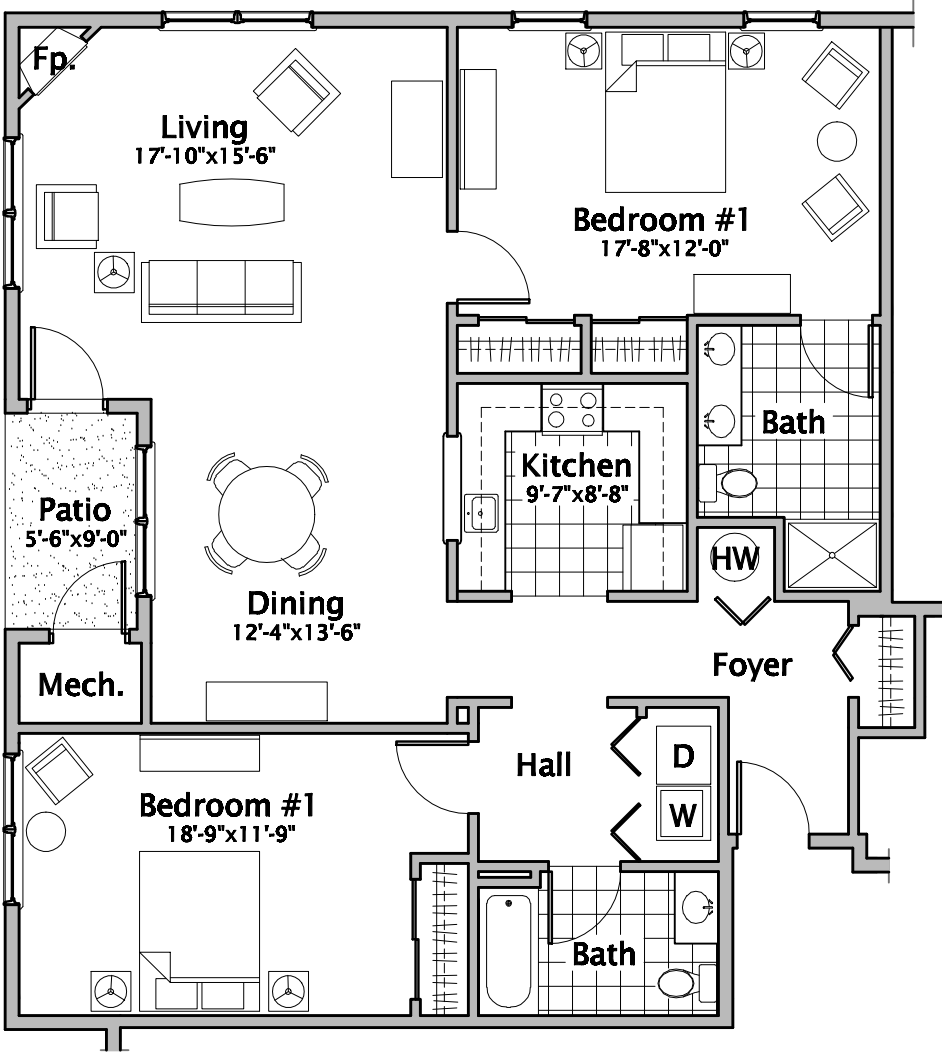 Fp.
Living
17'-10"x15'-6"
Bedroom #1
17'-8"x12'-0"
Bath
Kitchen
9'-7"x8'-8"
Patio
5'-6"x9'-0"
HW
Dining
12'-4"x13'-6"
Foyer
Mech.
Hall
D
W
Bedroom #1
18'-9"x11'-9"
Bath